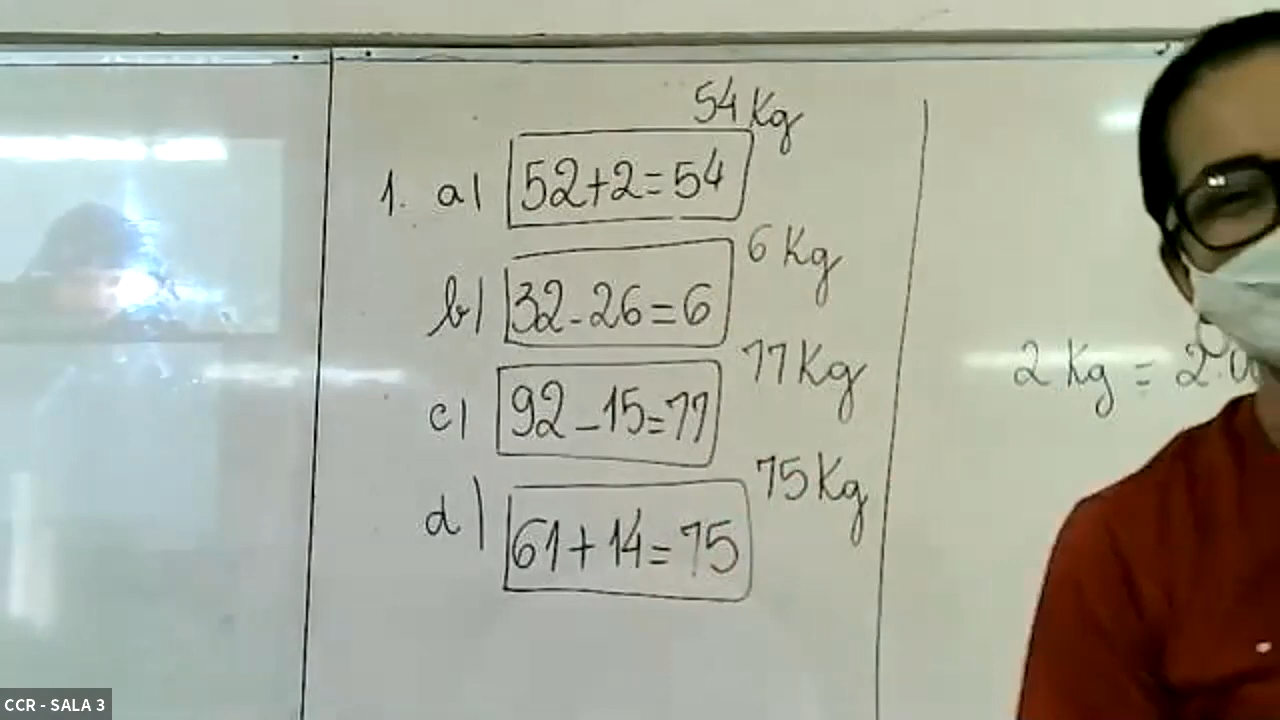 54 Kg
1. a) 52+2=54
6 Kg
b) 32-26=6
77 Kg
c) 92-15=77
75 Kg
d) 61+14=75
2 Kg = 2.
CCR - SALA 3